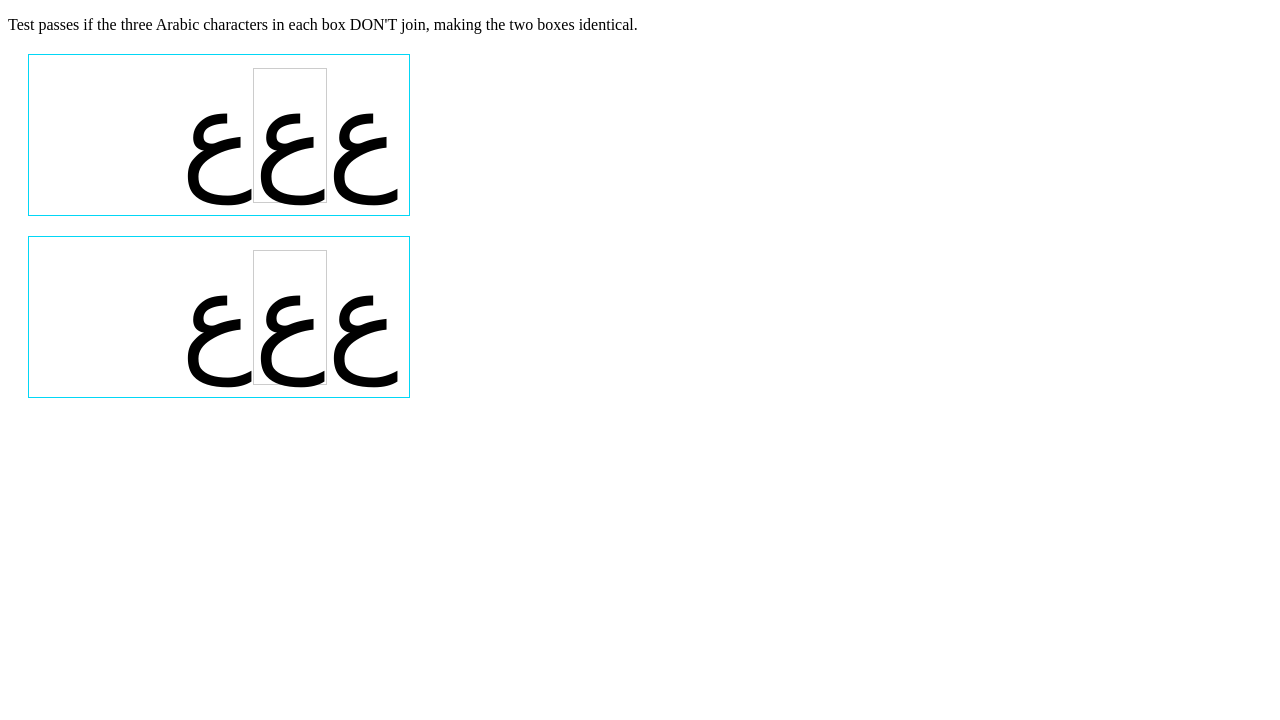 Test passes if the three Arabic characters in each box DON'T join, making the two boxes identical.
ع‌ع‌ع
ع‌ع‌ع